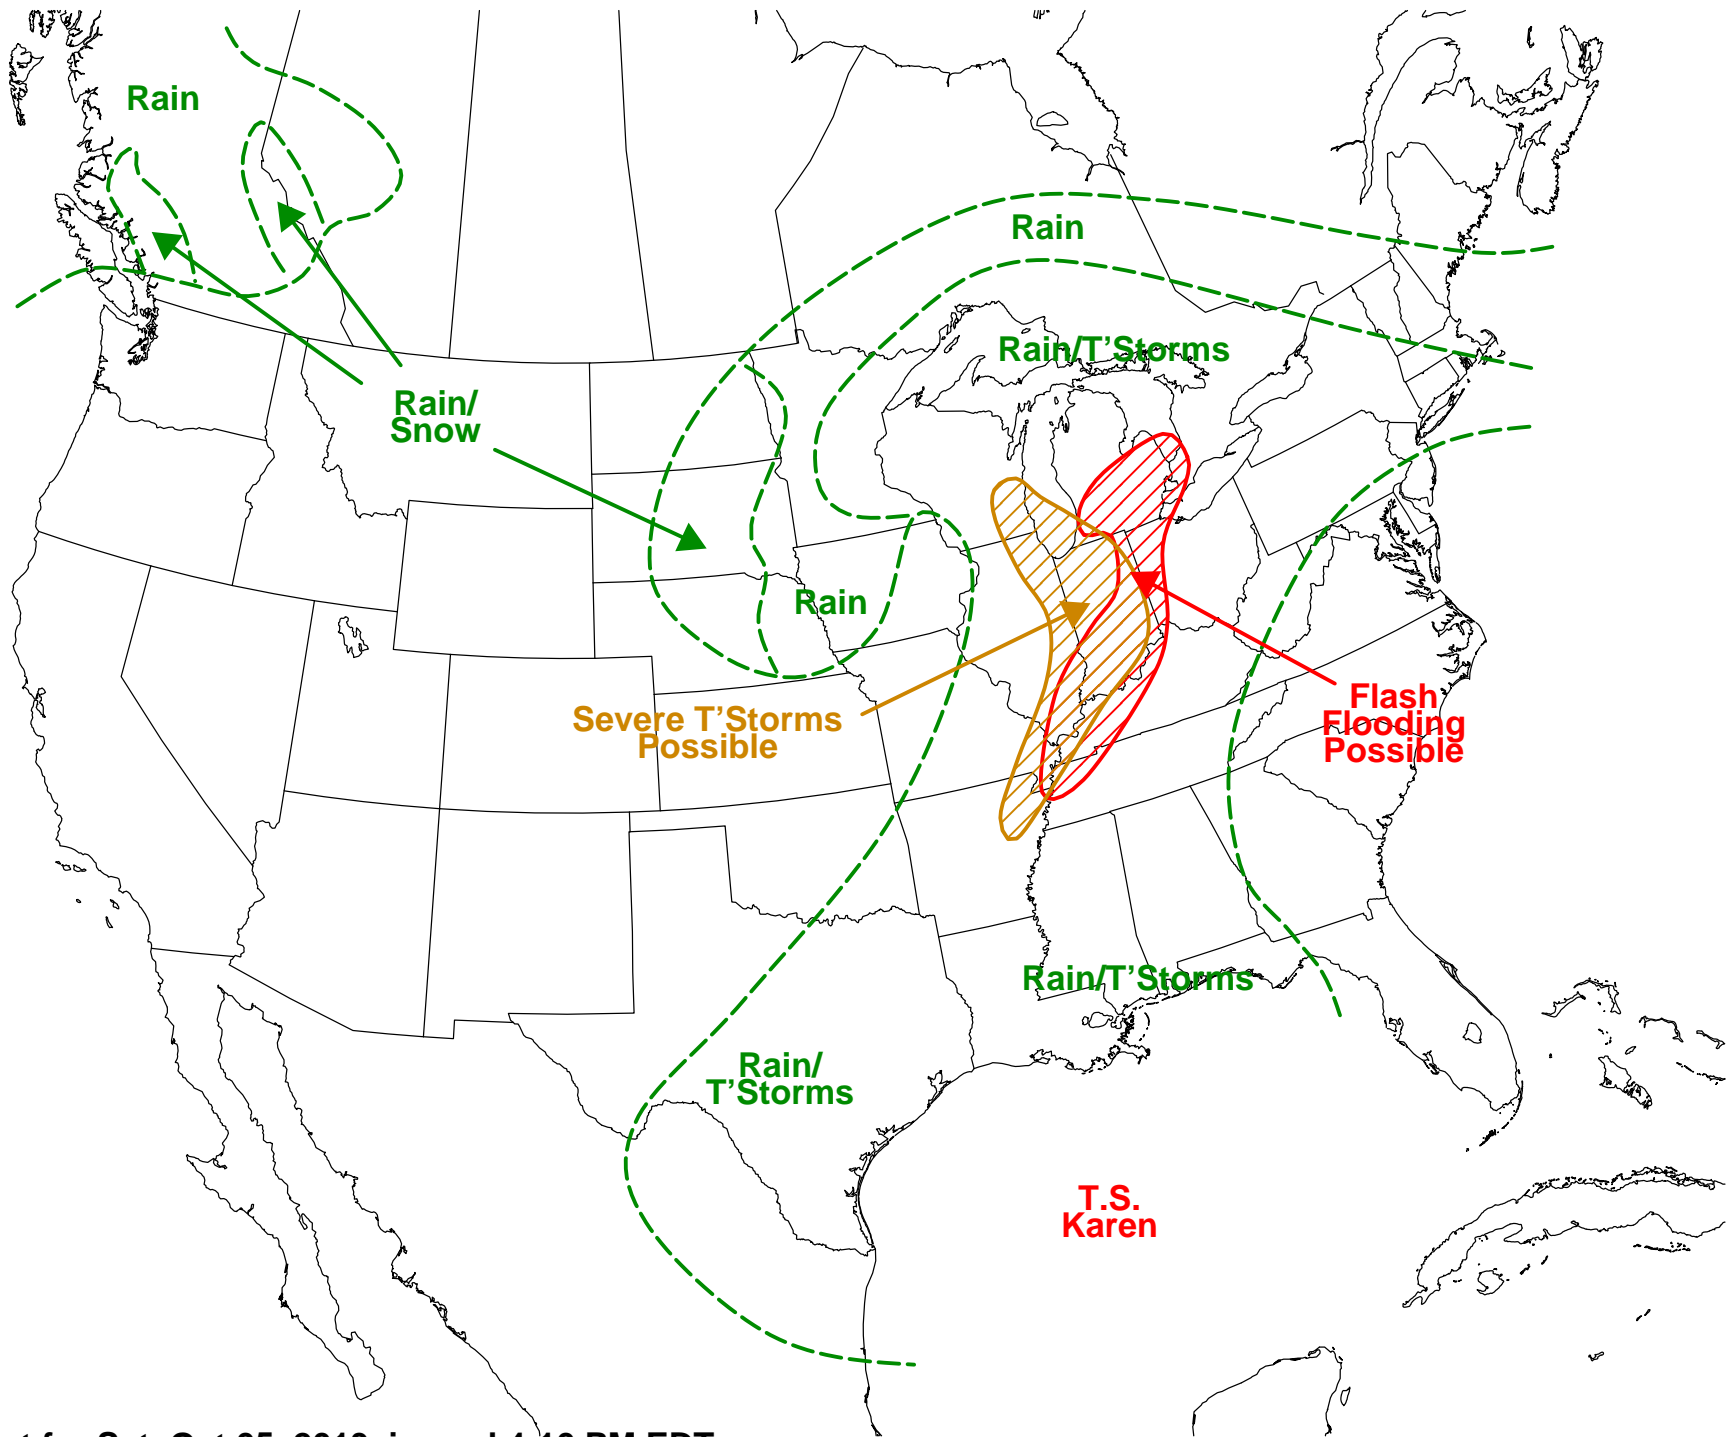 Rain
Rain
Rain/T'Storms
Rain/
Snow
Rain
Severe T'Storms
Possible
Flash
Flooding
Possible
Rain/T'Storms
Rain/
T'Storms
T.S.
Karen